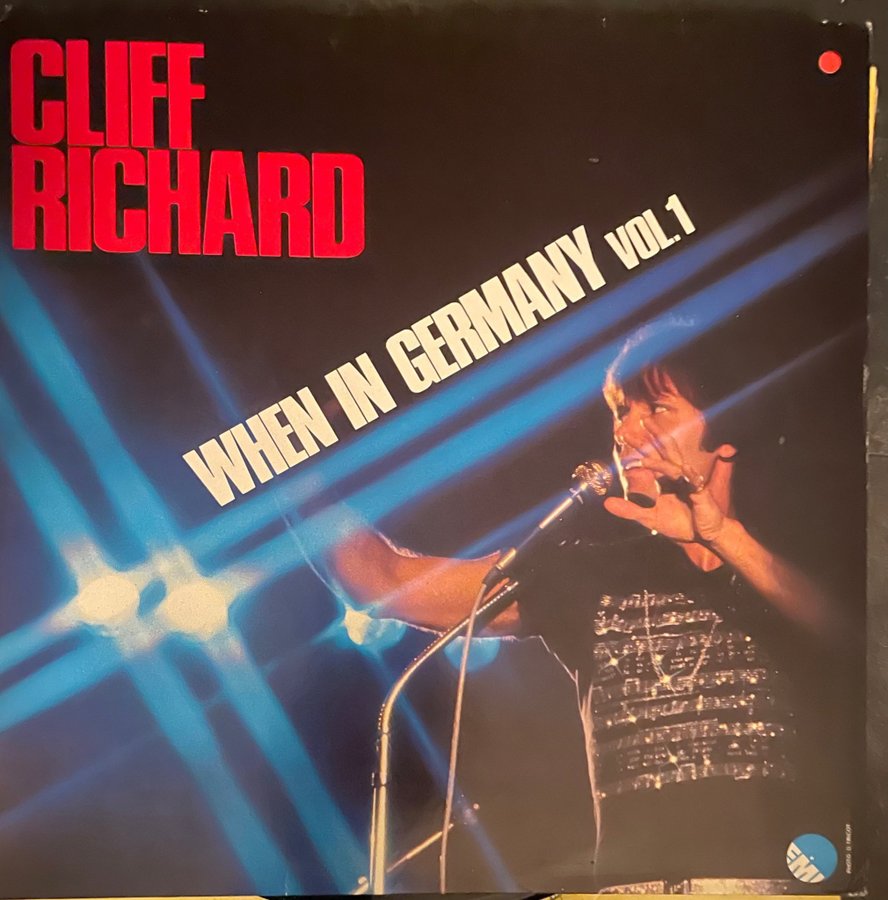 CLIFF
RICHARD
WHEN IN GERMANY VOL.1
EMI